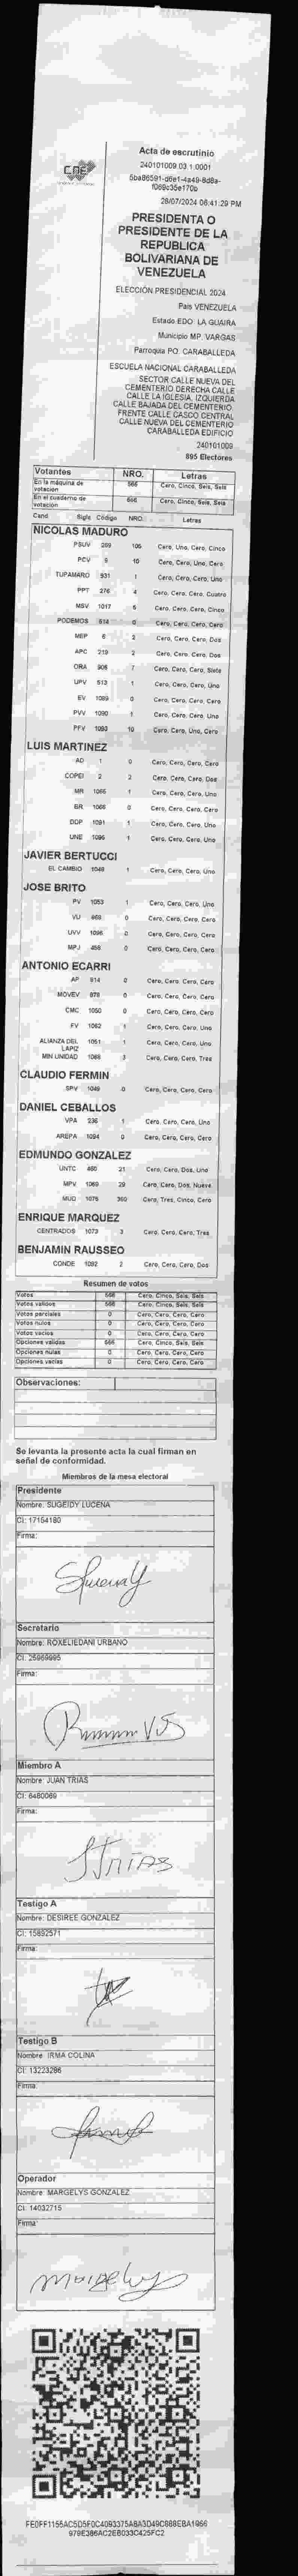 CNE
Acta de escrutinio
240101009.03.1.0001
5ba86591-d6e1-4a49-8d8a-
f069c35e170b
28/07/2024 06:41:29 PM
PRESIDENTA O
PRESIDENTE DE LA
REPUBLICA
BOLIVARIANA DE
VENEZUELA
ELECCIÓN PRESIDENCIAL 2024
País VENEZUELA
Estado EDO. LA GUAIRA
Municipio MP. VARGAS
Parroquia PQ. CARABALLEDA
ESCUELA NACIONAL CARABALLEDA
SECTOR CALLE NUEVA DEL
CEMENTERIO DERECHA CALLE
CALLE LA IGLESIA. IZQUIERDA
CALLE BAJADA DEL CEMENTERIO.
FRENTE CALLE CASCO CENTRAL
CALLE NUEVA DEL CEMENTERIO
CARABALLEDA EDIFICIO
240101009
895 Electores
Votantes NRO. Letras
En la máquina de votación 566 Cero, Cinco, Seis, Seis
En el cuaderno de votación 566 Cero, Cinco, Seis, Seis
Cand Sigla Código NRO. Letras
NICOLAS MADURO
PSUV 289 105 Cero, Uno, Cero, Cinco
PCV 9 10 Cero, Cero, Uno, Cero
TUPAMARO 931 1 Cero, Cero, Cero, Uno
PPT 276 4 Cero, Cero, Cero, Cuatro
MSV 1017 5 Cero, Cero, Cero, Cinco
PODEMOS 514 0 Cero, Cero, Cero, Cero
MEP 6 2 Cero, Cero, Cero, Dos
APC 219 2 Cero, Cero, Cero, Dos
ORA 906 7 Cero, Cero, Cero, Siete
UPV 513 1 Cero, Cero, Cero, Uno
EV 1089 0 Cero, Cero, Cero, Cero
PVV 1090 1 Cero, Cero, Cero, Uno
PFV 1093 10 Cero, Cero, Uno, Cero
LUIS MARTINEZ
AD 1 0 Cero, Cero, Cero, Cero
COPEI 2 2 Cero, Cero, Cero, Dos
MR 1065 1 Cero, Cero, Cero, Uno
BR 1066 0 Cero, Cero, Cero, Cero
DDP 1091 1 Cero, Cero, Cero, Uno
UNE 1095 1 Cero, Cero, Cero, Uno
JAVIER BERTUCCI
EL CAMBIO 1048 1 Cero, Cero, Cero, Uno
JOSE BRITO
PV 1053 1 Cero, Cero, Cero, Uno
VU 868 0 Cero, Cero, Cero, Cero
UVV 1096 0 Cero, Cero, Cero, Cero
MPJ 458 0 Cero, Cero, Cero, Cero
ANTONIO ECARRI
AP 914 0 Cero, Cero, Cero, Cero
MOVEV 878 0 Cero, Cero, Cero, Cero
CMC 1050 0 Cero, Cero, Cero, Cero
FV 1062 1 Cero, Cero, Cero, Uno
ALIANZA DEL LAPIZ 1051 1 Cero, Cero, Cero, Uno
MIN UNIDAD 1088 3 Cero, Cero, Cero, Tres
CLAUDIO FERMIN
SPV 1049 0 Cero, Cero, Cero, Cero
DANIEL CEBALLOS
VPA 236 1 Cero, Cero, Cero, Uno
AREPA 1094 0 Cero, Cero, Cero, Cero
EDMUNDO GONZALEZ
UNTC 480 21 Cero, Cero, Dos, Uno
MPV 1069 29 Cero, Cero, Dos, Nueve
MUD 1075 350 Cero, Tres, Cinco, Cero
ENRIQUE MARQUEZ
CENTRADOS 1073 3 Cero, Cero, Cero, Tres
BENJAMIN RAUSSEO
CONDE 1092 2 Cero, Cero, Cero, Dos
Resumen de votos
Votos 566 Cero, Cinco, Seis, Seis
Votos válidos 566 Cero, Cinco, Seis, Seis
Votos parciales 0 Cero, Cero, Cero, Cero
Votos nulos 0 Cero, Cero, Cero, Cero
Votos vacíos 0 Cero, Cero, Cero, Cero
Opciones válidas 566 Cero, Cinco, Seis, Seis
Opciones nulas 0 Cero, Cero, Cero, Cero
Opciones vacías 0 Cero, Cero, Cero, Cero
Observaciones:
Se levanta la presente acta la cual firman en
señal de conformidad.
Miembros de la mesa electoral
Presidente
Nombre: SUGEIDY LUCENA
CI: 17154180
Firma:
Secretario
Nombre: ROXELIEDANI URBANO
CI: 25969995
Firma:
Miembro A
Nombre: JUAN TRIAS
CI: 6480069
Firma:
JTRIAS
Testigo A
Nombre: DESIREE GONZALEZ
CI: 15892571
Firma:
Testigo B
Nombre: IRMA COLINA
CI: 13223286
Firma:
Operador
Nombre: MARGELYS GONZALEZ
CI: 14032715
Firma:
Margelys
FE0FF1155AC5D5F0C4093375A8A3D49C888EBA1966
979E386AC2EB033C425FC2